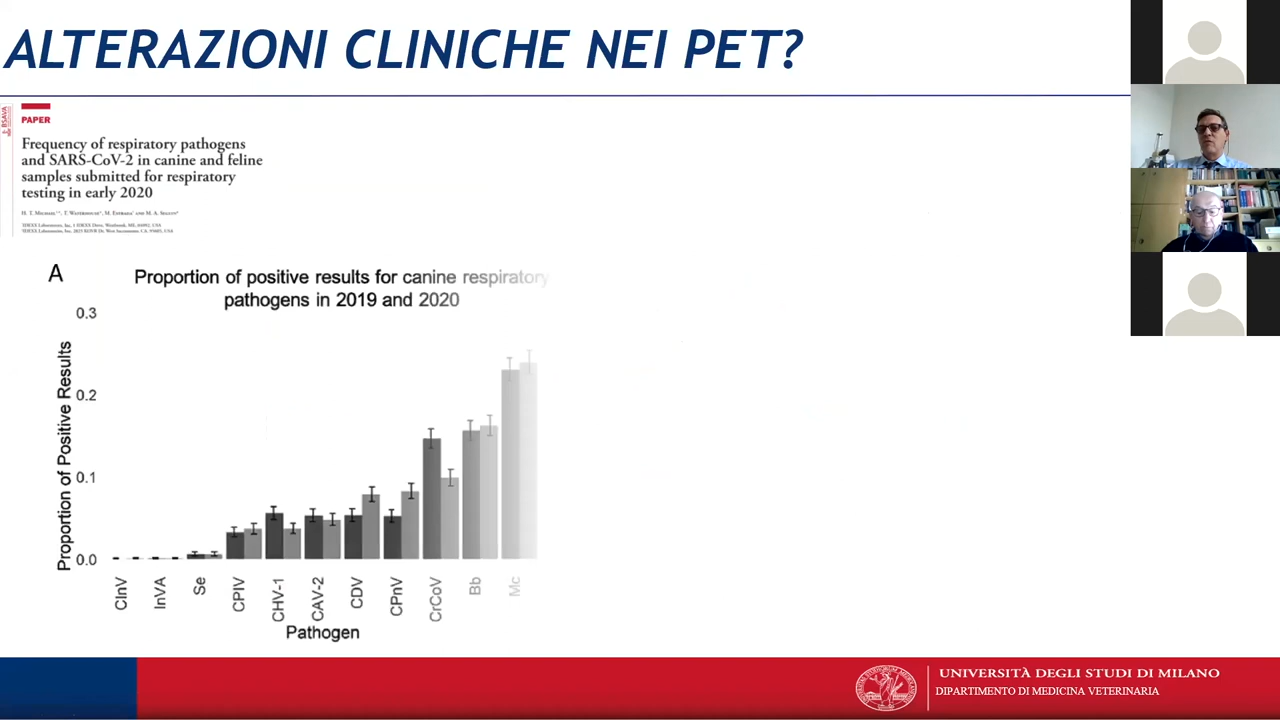 ALTERAZIONI CLINICHE NEI PET?
BSAVA
PAPER
Frequency of respiratory pathogens
and SARS-CoV-2 in canine and feline
samples submitted for respiratory
testing in early 2020
A
Proportion of positive results for canine respiratory
pathogens in 2019 and 2020
Proportion of Positive Results
0.3
0.2
0.1
0.0
CInV InVA Se CPIV CHV-1 CAV-2 CDV CPnV CrCoV Bb Mc
Pathogen
UNIVERSITÀ DEGLI STUDI DI MILANO
DIPARTIMENTO DI MEDICINA VETERINARIA